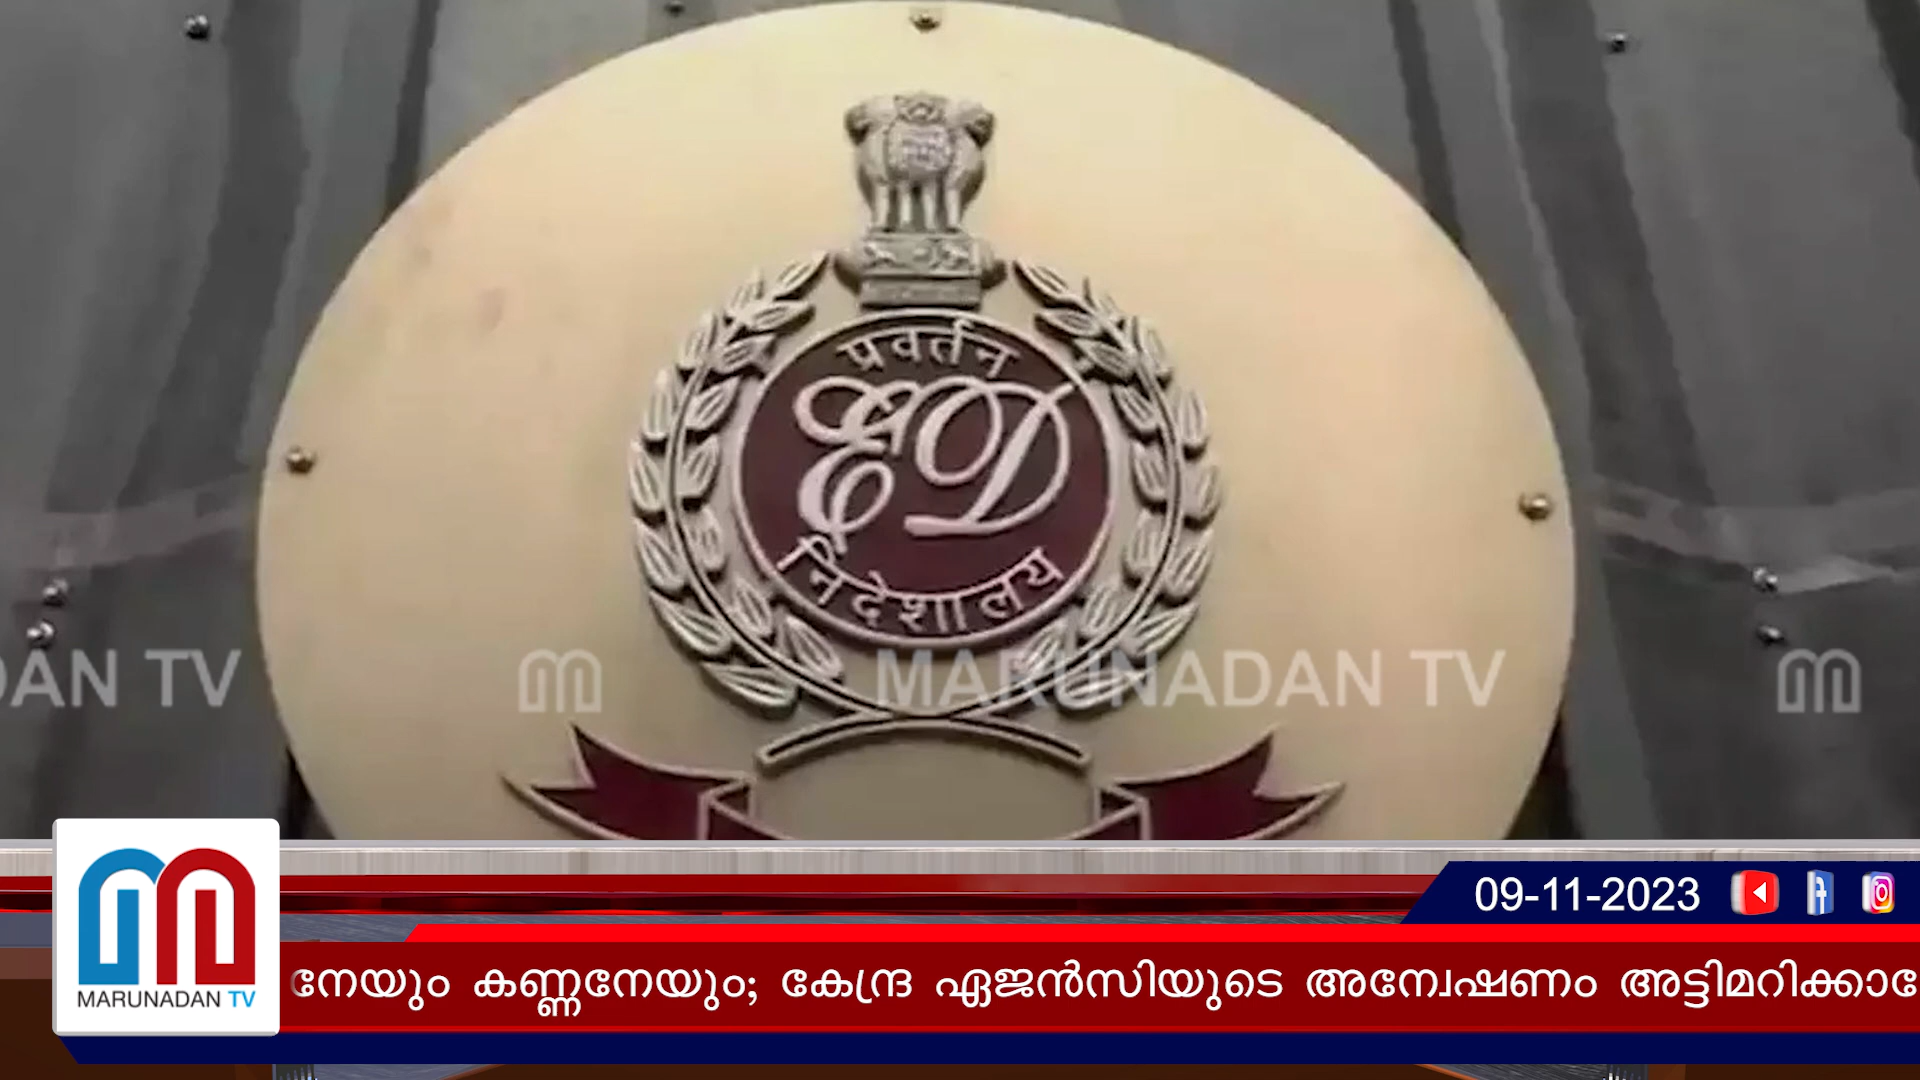 प्रवर्तन
ED
निदेशालय
DAN TV
MARUNADAN TV
09-11-2023
MARUNADAN TV
നേയും കണ്ണനേയും; കേന്ദ്ര ഏജൻസിയുടെ അന്വേഷണം അട്ടിമറിക്കാ